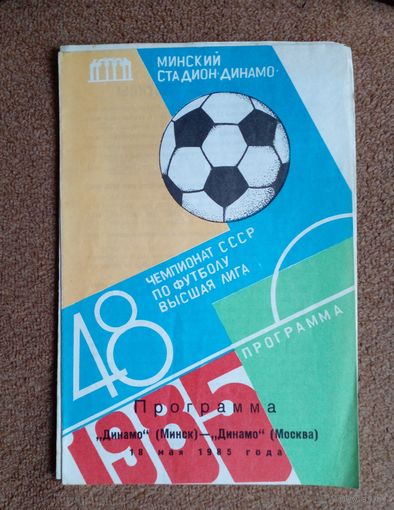 МИНСКИЙ
СТАДИОН „ДИНАМО“
48
ЧЕМПИОНАТ СССР
ПО ФУТБОЛУ
ВЫСШАЯ ЛИГА
ПРОГРАММА
1985
Программа
„Динамо“ (Минск)—„Динамо“ (Москва)
18 мая 1985 года